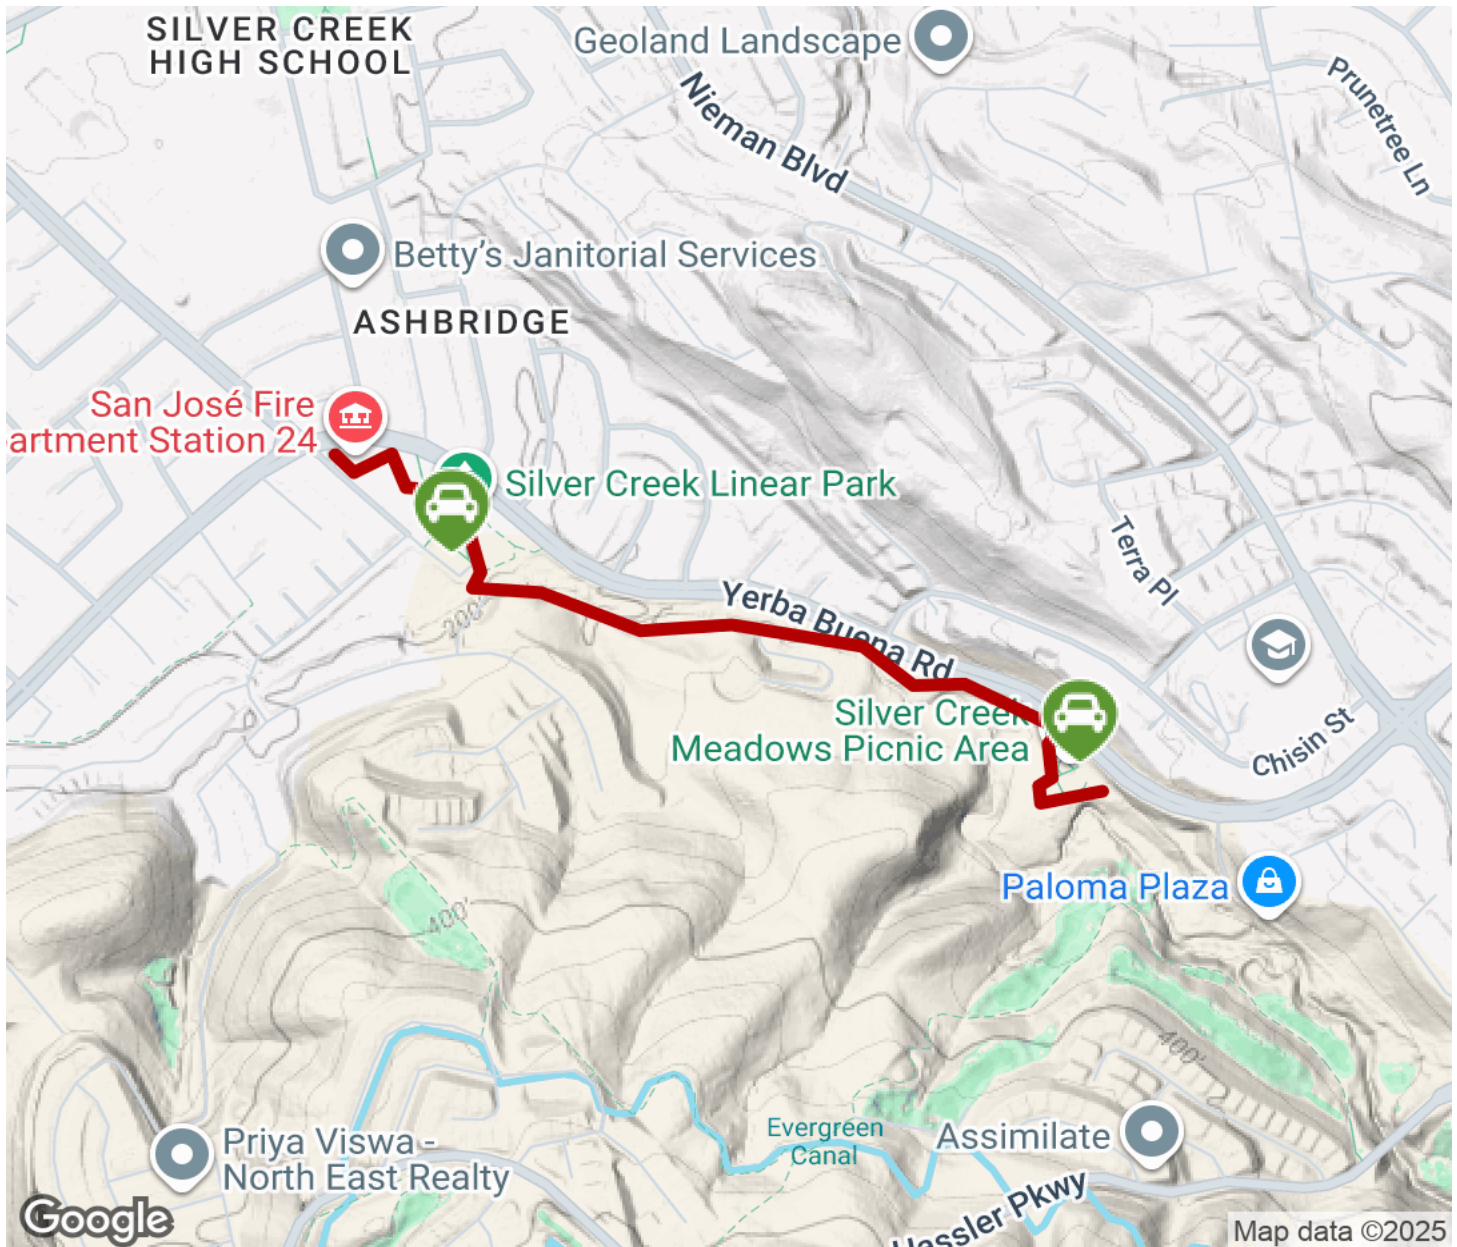 SILVER CREEK
HIGH SCHOOL
Geoland Landscape
Nieman Blvd
Prunetree Ln
Betty’s Janitorial Services
ASHBRIDGE
San José Fire
artment Station 24
Silver Creek Linear Park
Terra Pl
200'
Yerba Buena Rd
Silver Creek
Meadows Picnic Area
Chisin St
Paloma Plaza
400'
400'
Evergreen
Canal
Assimilate
Priya Viswa -
North East Realty
Hassler Pkwy
Google
Map data ©2025